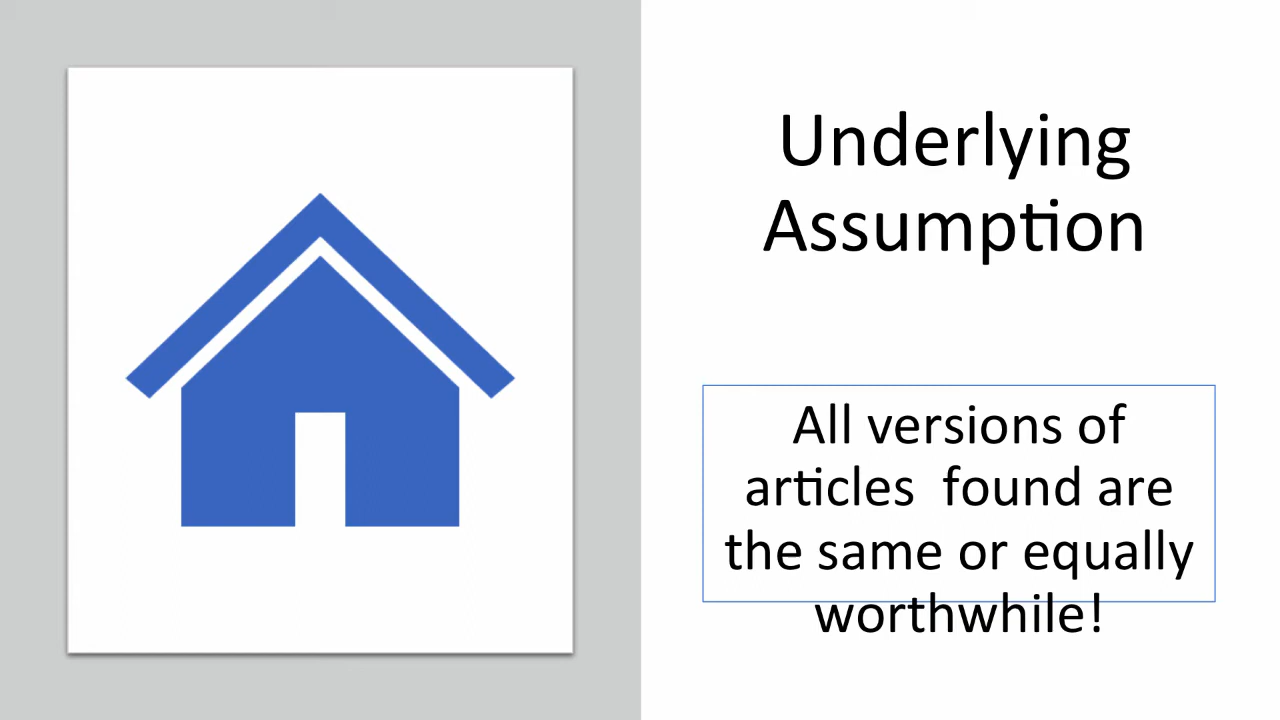 Underlying
Assumption
All versions of
articles  found are
the same or equally
worthwhile!